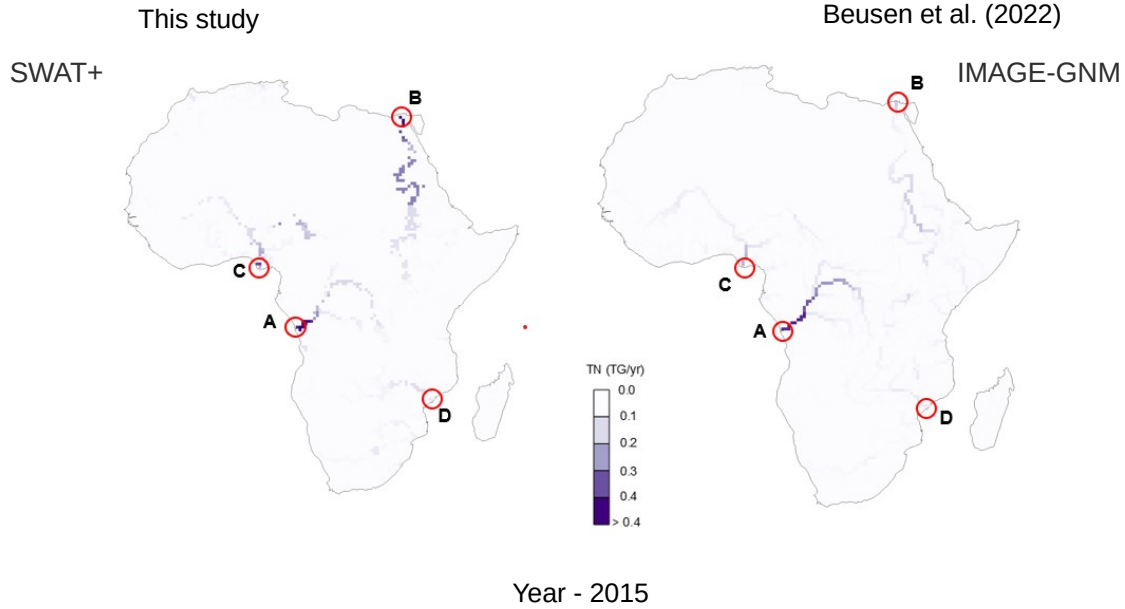 This study
Beusen et al. (2022)
SWAT+
IMAGE-GNM
B
B
C
C
A
A
D
D
TN (TG/yr)
0.0
0.1
0.2
0.3
0.4
> 0.4
Year - 2015